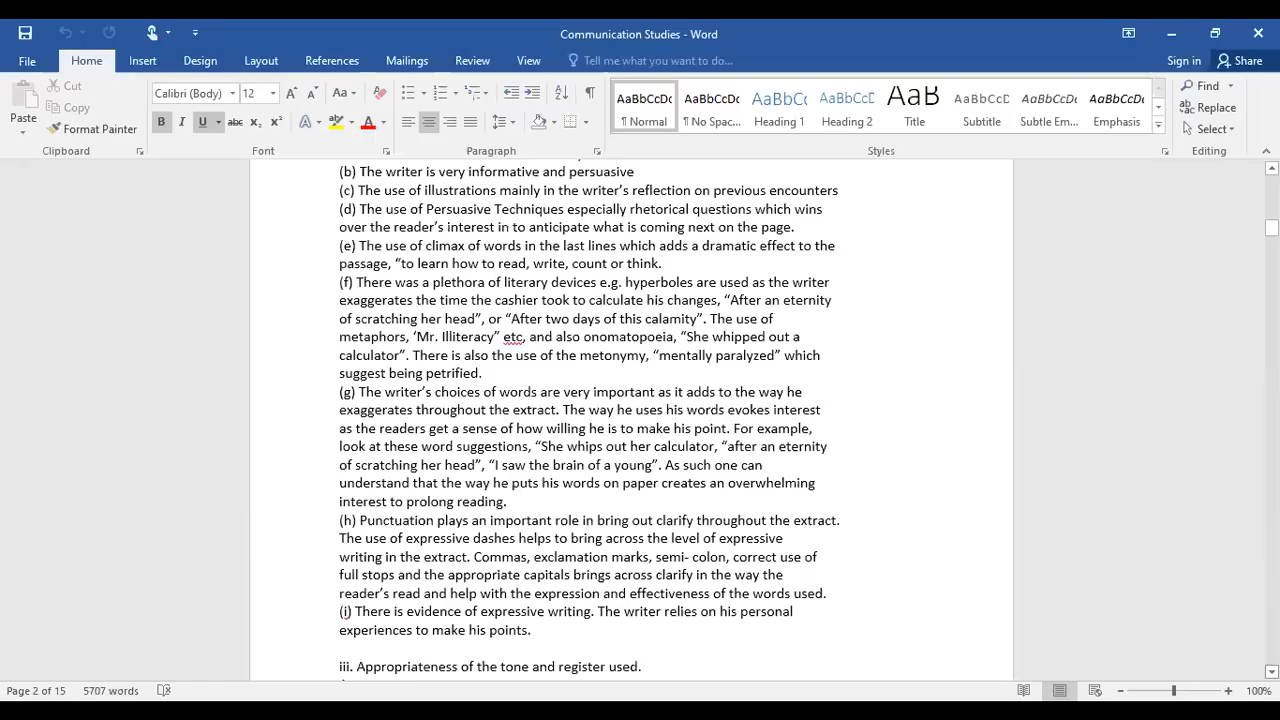 Communication Studies - Word
File Home Insert Design Layout References Mailings Review View Tell me what you want to do... Sign in Share
Paste Cut Copy Format Painter
Calibri (Body) 12
AaBbCcDc AaBbCcDc AaBbCc AaBbCcC AaB AaBbCcD AaBbCcDc AaBbCcDc
¶ Normal ¶ No Spac... Heading 1 Heading 2 Title Subtitle Subtle Em... Emphasis
Find Replace Select
Clipboard Font Paragraph Styles Editing
(b) The writer is very informative and persuasive
(c) The use of illustrations mainly in the writer’s reflection on previous encounters
(d) The use of Persuasive Techniques especially rhetorical questions which wins
over the reader’s interest in to anticipate what is coming next on the page.
(e) The use of climax of words in the last lines which adds a dramatic effect to the
passage, “to learn how to read, write, count or think.
(f) There was a plethora of literary devices e.g. hyperboles are used as the writer
exaggerates the time the cashier took to calculate his changes, “After an eternity
of scratching her head”, or “After two days of this calamity”. The use of
metaphors, ‘Mr. Illiteracy” etc, and also onomatopoeia, “She whipped out a
calculator”. There is also the use of the metonymy, “mentally paralyzed” which
suggest being petrified.
(g) The writer’s choices of words are very important as it adds to the way he
exaggerates throughout the extract. The way he uses his words evokes interest
as the readers get a sense of how willing he is to make his point. For example,
look at these word suggestions, “She whips out her calculator, “after an eternity
of scratching her head”, “I saw the brain of a young”. As such one can
understand that the way he puts his words on paper creates an overwhelming
interest to prolong reading.
(h) Punctuation plays an important role in bring out clarify throughout the extract.
The use of expressive dashes helps to bring across the level of expressive
writing in the extract. Commas, exclamation marks, semi- colon, correct use of
full stops and the appropriate capitals brings across clarify in the way the
reader’s read and help with the expression and effectiveness of the words used.
(i) There is evidence of expressive writing. The writer relies on his personal
experiences to make his points.
iii. Appropriateness of the tone and register used.
Page 2 of 15 5707 words 100%